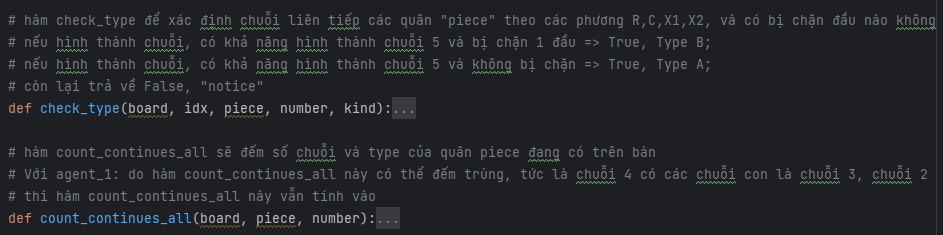 # hàm check_type để xác định chuỗi liên tiếp các quân "piece" theo các phương R,C,X1,X2, và có bị chặn đầu nào không
# nếu hình thành chuỗi, có khả năng hình thành chuỗi 5 và bị chặn 1 đầu => True, Type B;
# nếu hình thành chuỗi, có khả năng hình thành chuỗi 5 và không bị chặn => True, Type A;
# còn lại trả về False, "notice"
def check_type(board, idx, piece, number, kind):...
# hàm count_continues_all sẽ đếm số chuỗi và type của quân piece đang có trên bàn
# Với agent_1: do hàm count_continues_all này có thể đếm trùng, tức là chuỗi 4 có các chuỗi con là chuỗi 3, chuỗi 2
# thì hàm count_continues_all này vẫn tính vào
def count_continues_all(board, piece, number):...